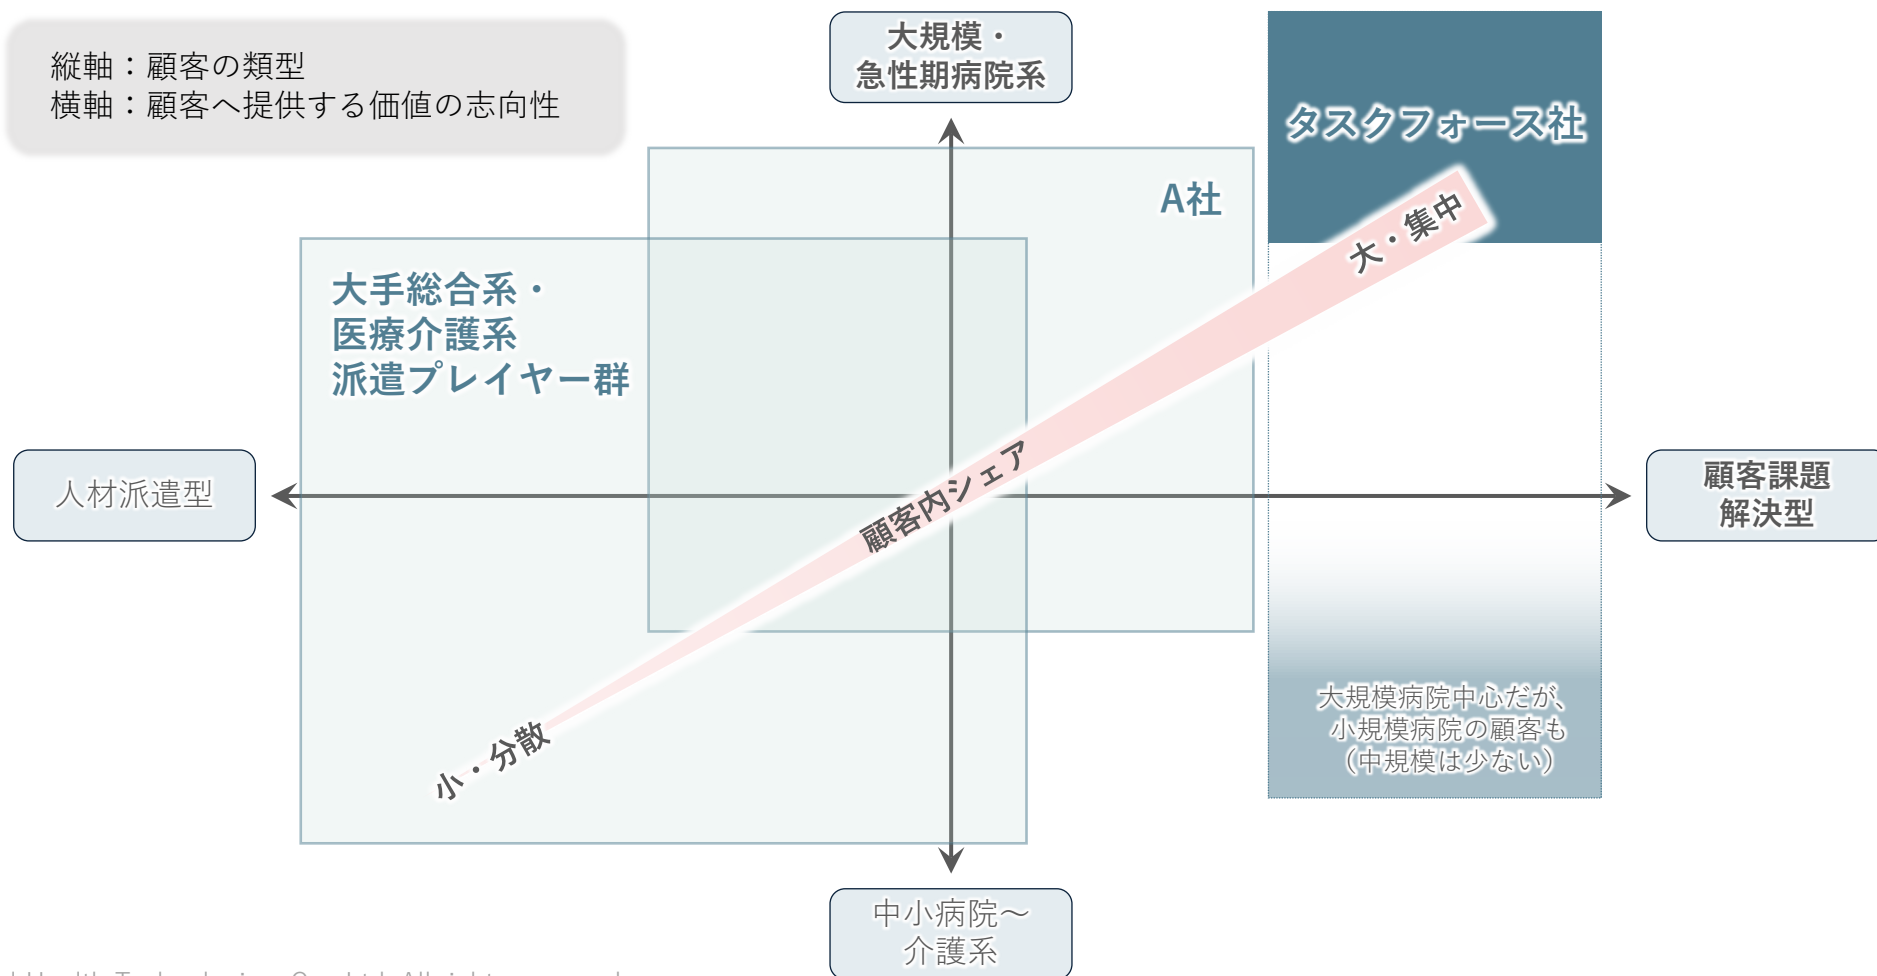 縦軸：顧客の類型
横軸：顧客へ提供する価値の志向性
大規模・
急性期病院系
タスクフォース社
A社
大・集中
大手総合系・
医療介護系
派遣プレイヤー群
顧客内シェア
人材派遣型
顧客課題
解決型
小・分散
大規模病院中心だが、
小規模病院の顧客も
（中規模は少ない）
中小病院～
介護系